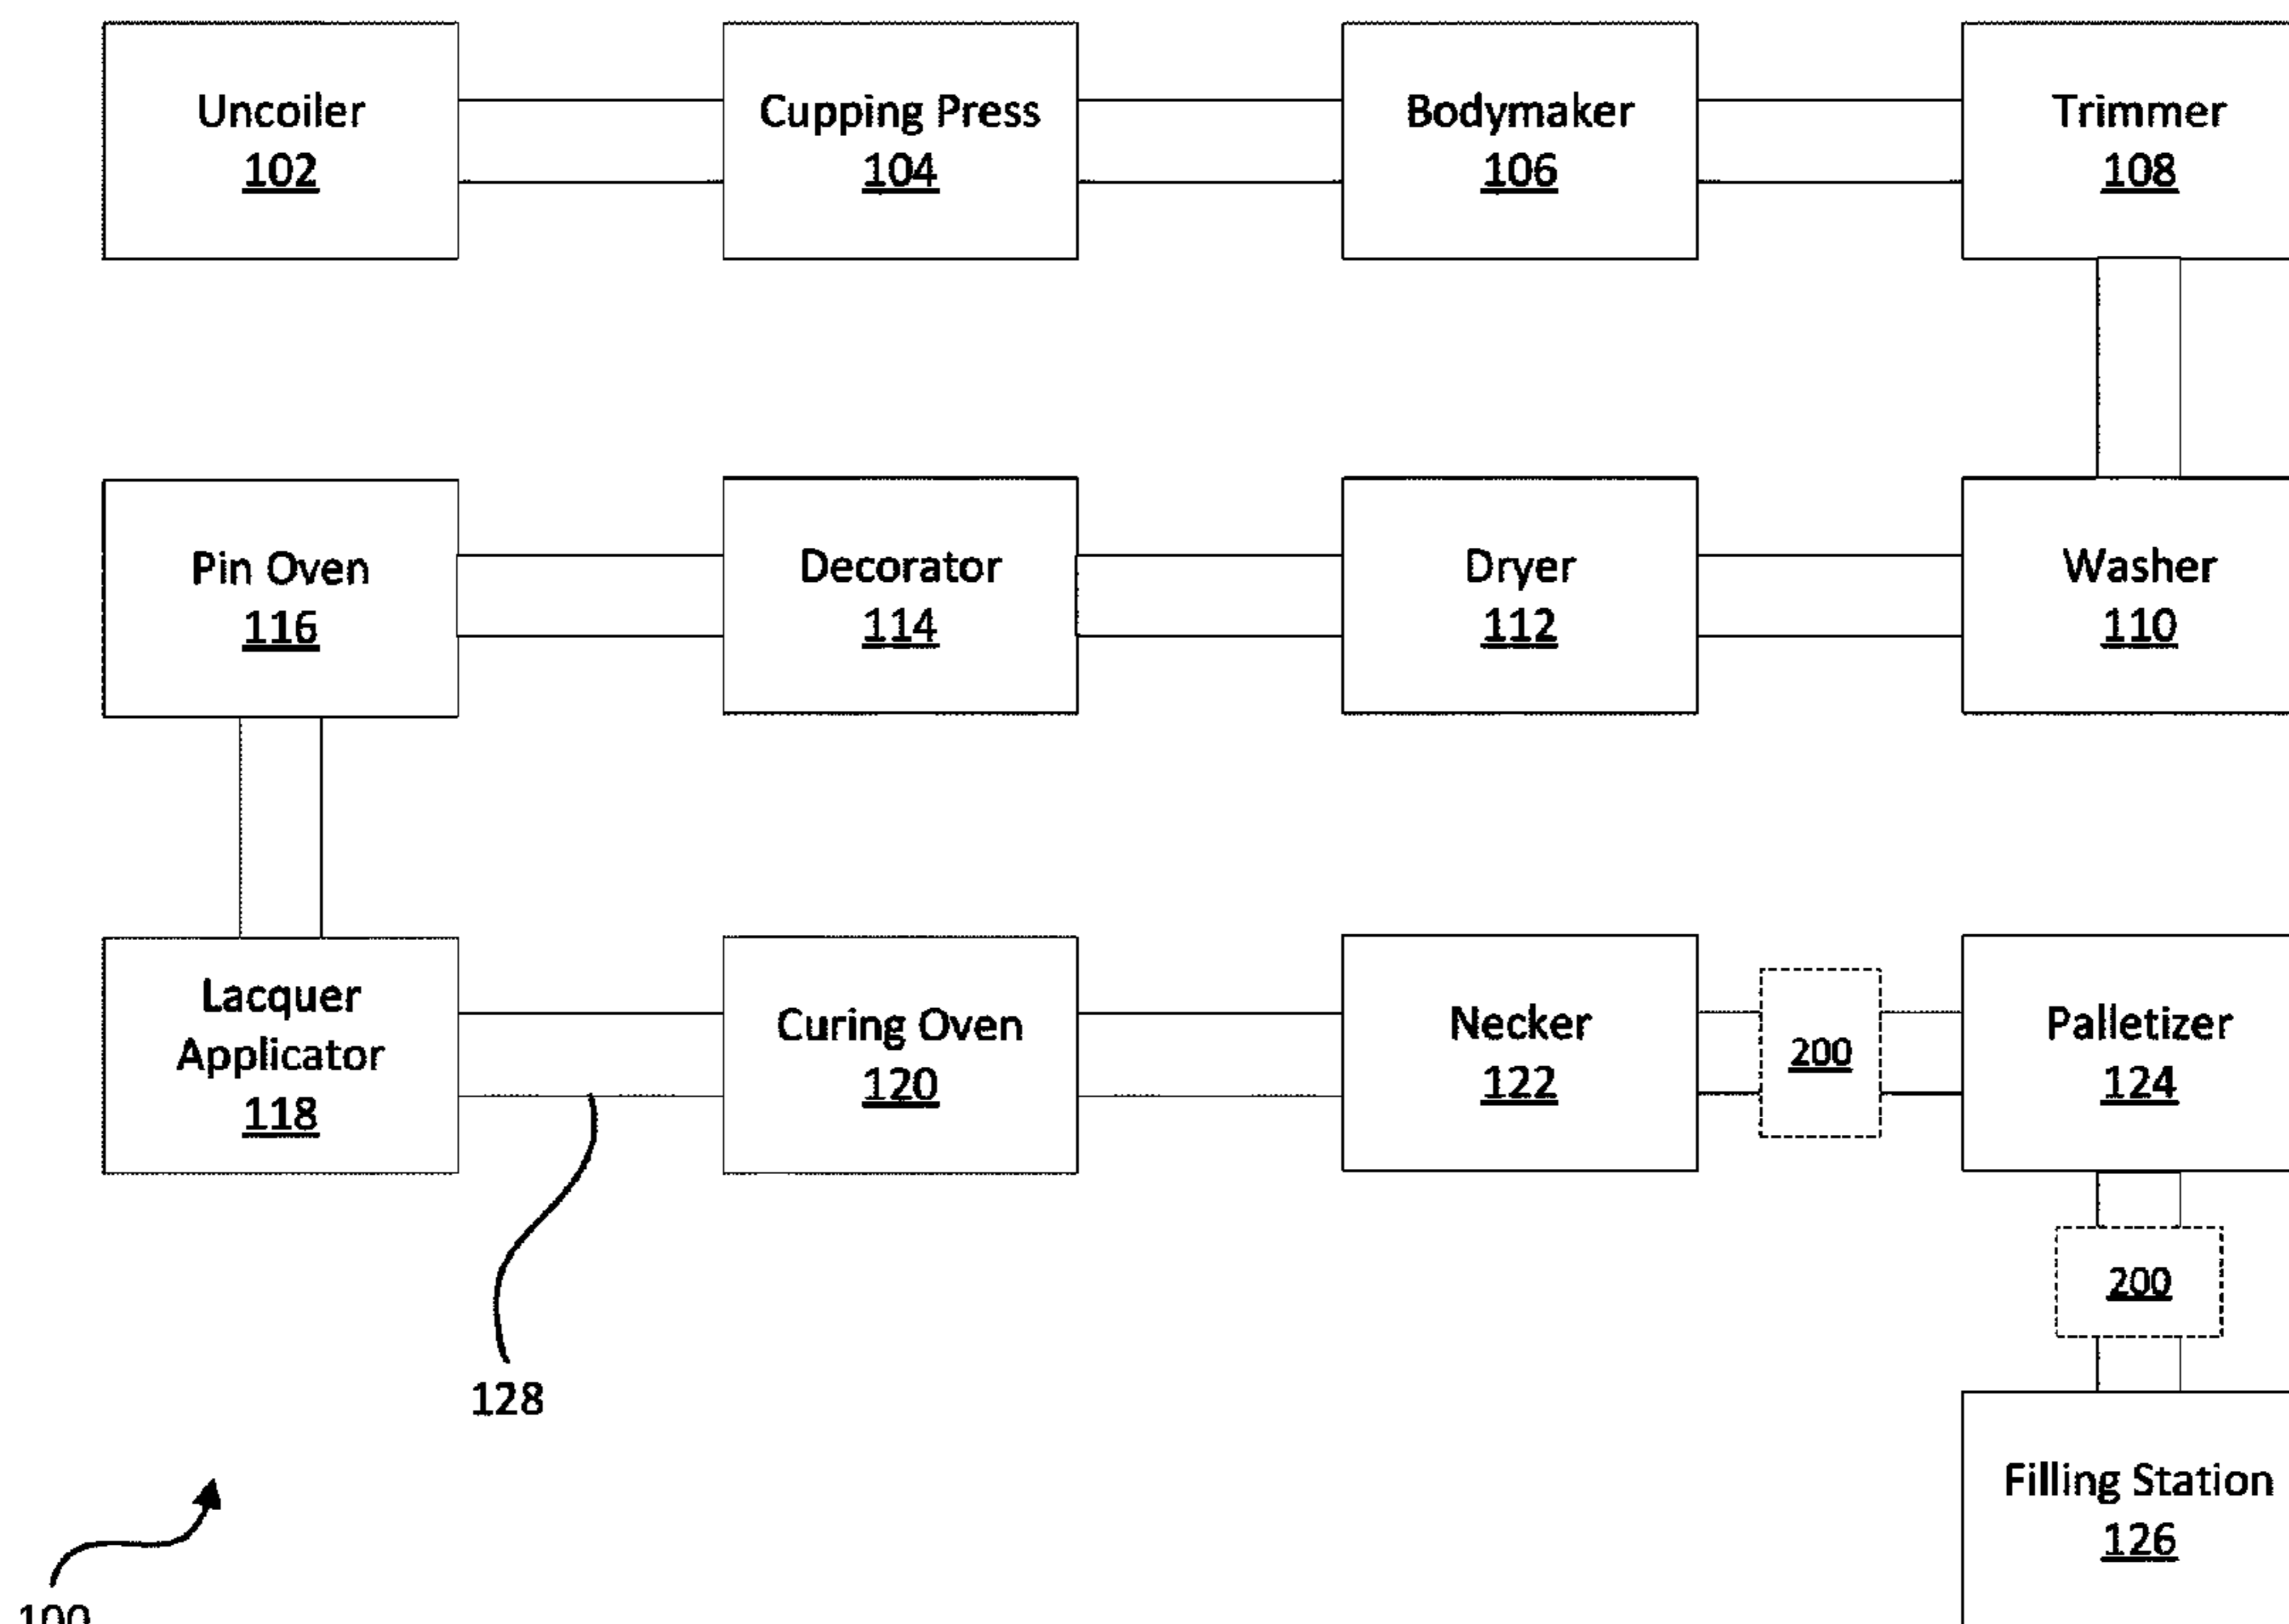 Uncoiler
102
Cupping Press
104
Bodymaker
106
Trimmer
108
Pin Oven
116
Decorator
114
Dryer
112
Washer
110
Lacquer
Applicator
118
Curing Oven
120
Necker
122
200
Palletizer
124
200
128
Filling Station
126
100